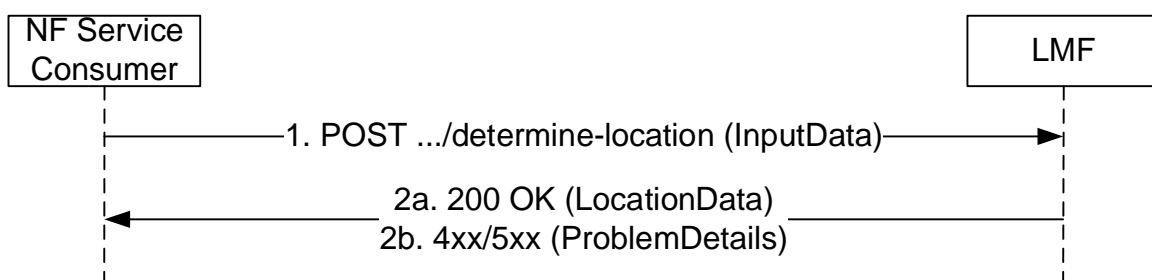 NF Service
Consumer
LMF
1. POST .../determine-location (InputData)
2a. 200 OK (LocationData)
2b. 4xx/5xx (ProblemDetails)